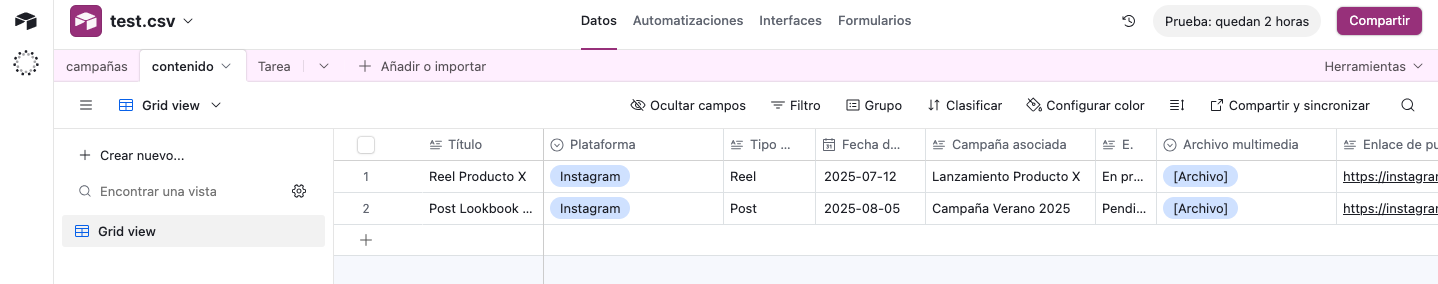 test.csv
Datos Automatizaciones Interfaces Formularios
Prueba: quedan 2 horas
Compartir
campañas contenido Tarea Añadir o importar Herramientas
Grid view
Ocultar campos Filtro Grupo Clasificar Configurar color Compartir y sincronizar
Crear nuevo...
Encontrar una vista
Grid view
Título Plataforma Tipo ... Fecha d... Campaña asociada E. Archivo multimedia Enlace de pu
1 Reel Producto X Instagram Reel 2025-07-12 Lanzamiento Producto X En pr... [Archivo] https://instagrar
2 Post Lookbook ... Instagram Post 2025-08-05 Campaña Verano 2025 Pendi... [Archivo] https://instagrar